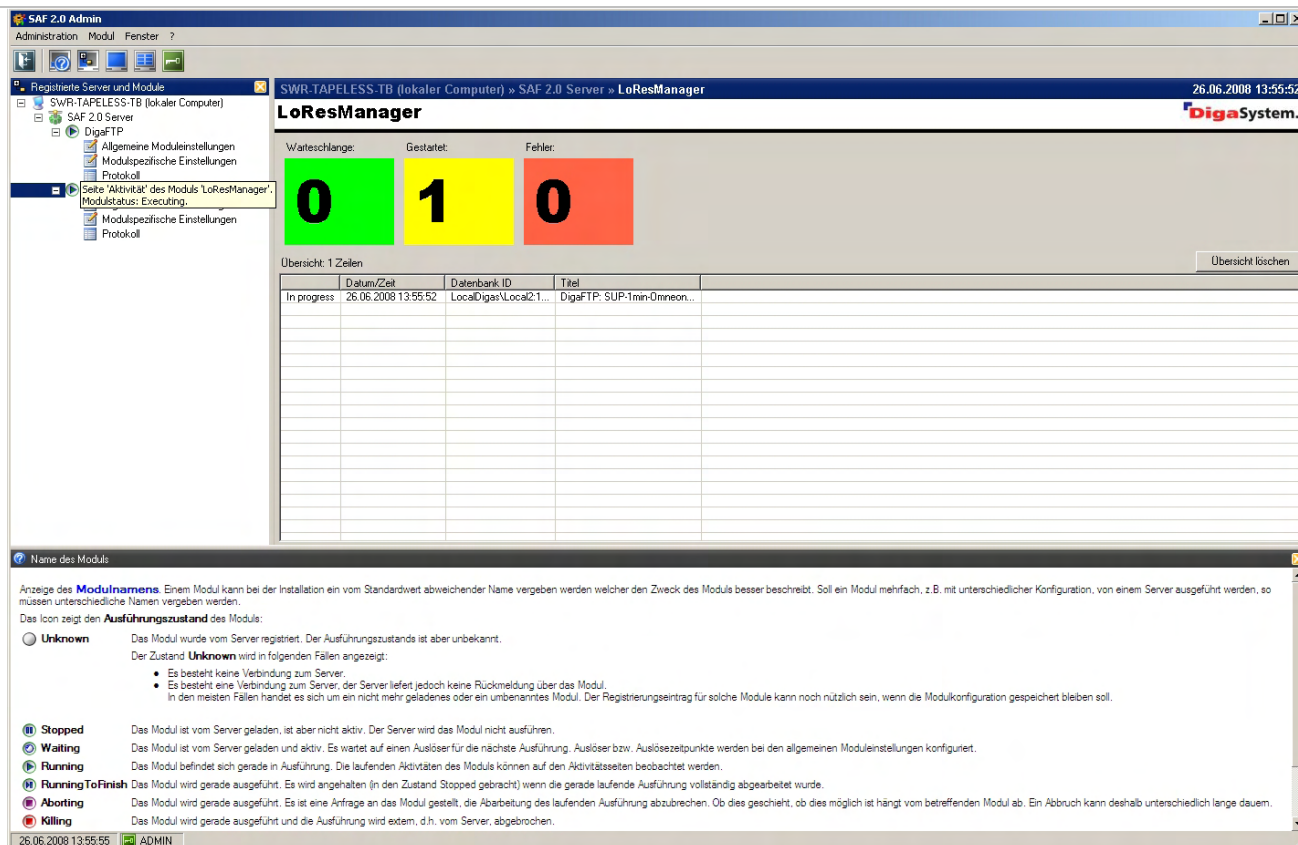 SAF 2.0 Admin
Administration Modul Fenster ?
Registrierte Server und Module
SWR-TAPELESS-TB (lokaler Computer)
SAF 2.0 Server
DigaFTP
Allgemeine Moduleinstellungen
Modulspezifische Einstellungen
Protokoll
Seite 'Aktivität' des Moduls 'LoResManager'.
Modulstatus: Executing.
Modulspezifische Einstellungen
Protokoll
SWR-TAPELESS-TB (lokaler Computer) » SAF 2.0 Server » LoResManager 26.06.2008 13:55:52
LoResManager
DigaSystem.
Warteschlange: Gestartet: Fehler:
0 1 0
Übersicht: 1 Zeilen
Übersicht löschen
Datum/Zeit Datenbank ID Titel
In progress 26.06.2008 13:55:52 LocalDigas\Local2:1... DigaFTP: SUP-1min-Omneon...
Name des Moduls
Anzeige des Modulnamens. Einem Modul kann bei der Installation ein vom Standardwert abweichender Name vergeben werden welcher den Zweck des Moduls besser beschreibt. Soll ein Modul mehrfach, z.B. mit unterschiedlicher Konfiguration, von einem Server ausgeführt werden, so
müssen unterschiedliche Namen vergeben werden.
Das Icon zeigt den Ausführungszustand des Moduls:
Unknown Das Modul wurde vom Server registriert. Der Ausführungszustands ist aber unbekannt.
Der Zustand Unknown wird in folgenden Fällen angezeigt:
• Es besteht keine Verbindung zum Server.
• Es besteht eine Verbindung zum Server, der Server liefert jedoch keine Rückmeldung über das Modul.
In den meisten Fällen handet es sich um ein nicht mehr geladenes oder ein umbenanntes Modul. Der Registrierungseintrag für solche Module kann noch nützlich sein, wenn die Modulkonfiguration gespeichert bleiben soll.
Stopped Das Modul ist vom Server geladen, ist aber nicht aktiv. Der Server wird das Modul nicht ausführen.
Waiting Das Modul ist vom Server geladen und aktiv. Es wartet auf einen Auslöser für die nächste Ausführung. Auslöser bzw. Auslösezeitpunkte werden bei den allgemeinen Moduleinstellungen konfiguriert.
Running Das Modul befindet sich gerade in Ausführung. Die laufenden Aktivtäten des Moduls können auf den Aktivitätsseiten beobachtet werden.
RunningToFinish Das Modul wird gerade ausgeführt. Es wird angehalten (in den Zustand Stopped gebracht) wenn die gerade laufende Ausführung vollständig abgearbeitet wurde.
Aborting Das Modul wird gerade ausgeführt. Es ist eine Anfrage an das Modul gestellt, die Abarbeitung des laufenden Ausführung abzubrechen. Ob dies geschieht, ob dies möglich ist hängt vom betreffenden Modul ab. Ein Abbruch kann deshalb unterschiedlich lange dauern.
Killing Das Modul wird gerade ausgeführt und die Ausführung wird extern, d.h. vom Server, abgebrochen.
26.06.2008 13:55:55 ADMIN